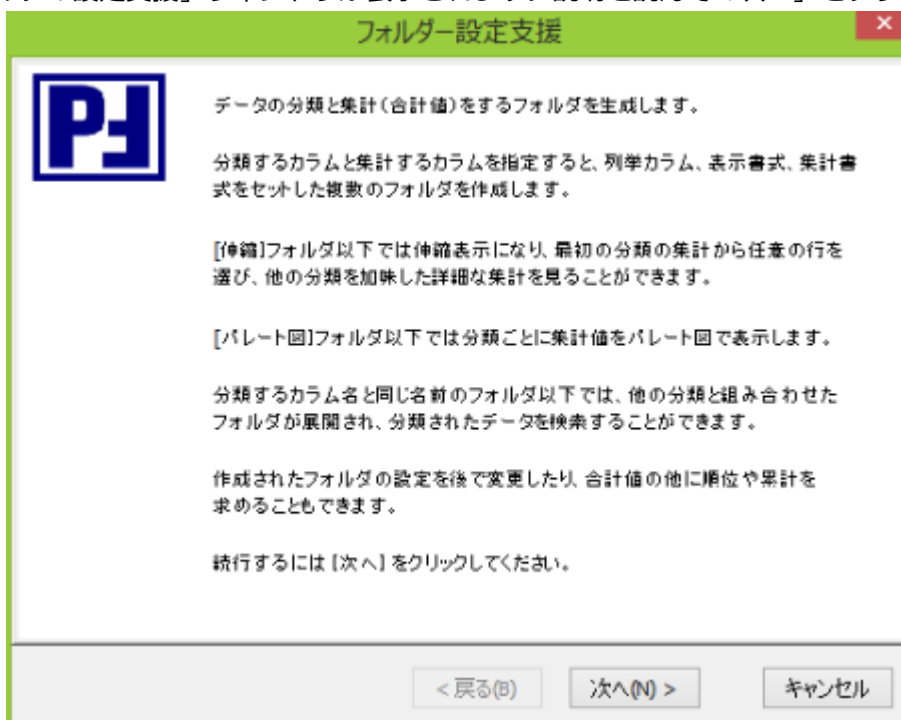 フォルダー設定支援
データの分類と集計(合計値)をするフォルダを生成します。
分類するカラムと集計するカラムを指定すると、列挙カラム、表示書式、集計書
式をセットした複数のフォルダを作成します。
[伸縮]フォルダ以下では伸縮表示になり、最初の分類の集計から任意の行を
選び、他の分類を加味した詳細な集計を見ることができます。
[パレート図]フォルダ以下では分類ごとに集計値をパレート図で表示します。
分類するカラム名と同じ名前のフォルダ以下では、他の分類と組み合わせた
フォルダが展開され、分類されたデータを検索することができます。
作成されたフォルダの設定を後で変更したり、合計値の他に順位や累計を
求めることもできます。
続行するには [次へ] をクリックしてください。
< 戻る(B) 次へ(N) > キャンセル